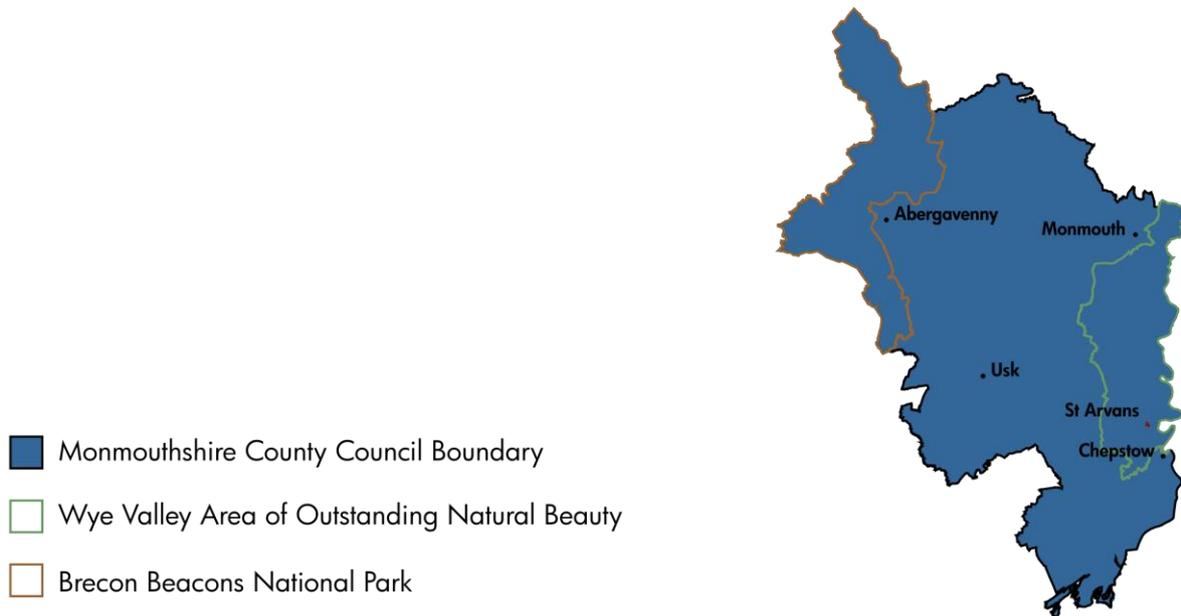 Abergavenny
Monmouth
Usk
St Arvans
Chepstow
Monmouthshire County Council Boundary
Wye Valley Area of Outstanding Natural Beauty
Brecon Beacons National Park